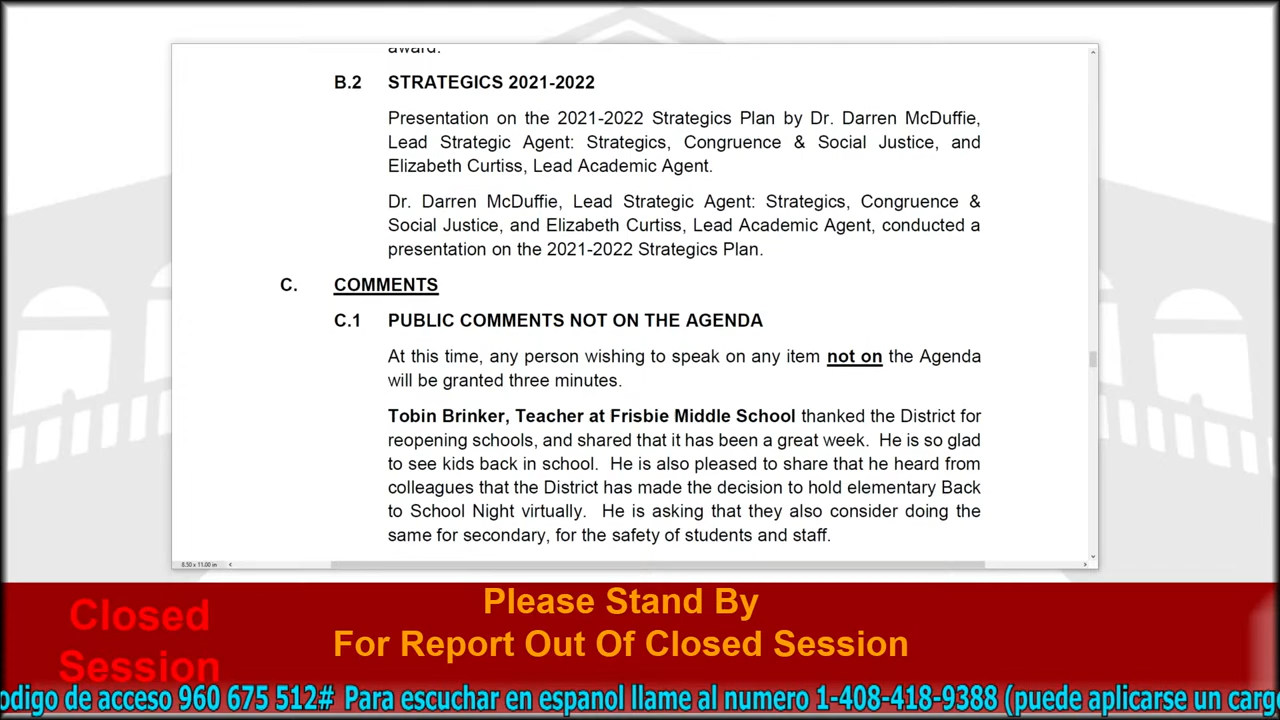 award.
B.2 STRATEGICS 2021-2022
Presentation on the 2021-2022 Strategics Plan by Dr. Darren McDuffie,
Lead Strategic Agent: Strategics, Congruence & Social Justice, and
Elizabeth Curtiss, Lead Academic Agent.
Dr. Darren McDuffie, Lead Strategic Agent: Strategics, Congruence &
Social Justice, and Elizabeth Curtiss, Lead Academic Agent, conducted a
presentation on the 2021-2022 Strategics Plan.
C. COMMENTS
C.1 PUBLIC COMMENTS NOT ON THE AGENDA
At this time, any person wishing to speak on any item not on the Agenda
will be granted three minutes.
Tobin Brinker, Teacher at Frisbie Middle School thanked the District for
reopening schools, and shared that it has been a great week. He is so glad
to see kids back in school. He is also pleased to share that he heard from
colleagues that the District has made the decision to hold elementary Back
to School Night virtually. He is asking that they also consider doing the
same for secondary, for the safety of students and staff.
8.50 x 11.00 in
Closed
Session
Please Stand By
For Report Out Of Closed Session
odigo de acceso 960 675 512# Para escuchar en espanol llame al numero 1-408-418-9388 (puede aplicarse un cargo